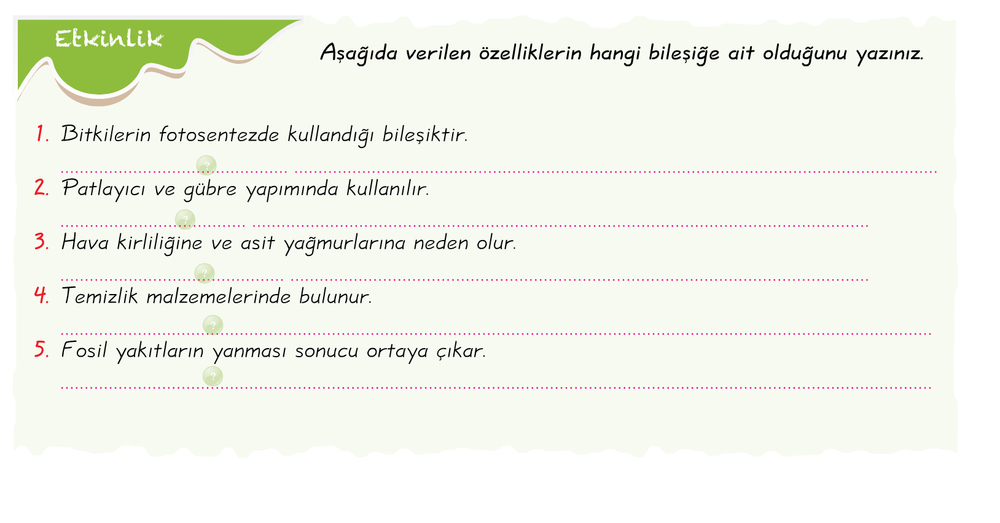 Etkinlik
Aşağıda verilen özelliklerin hangi bileşiğe ait olduğunu yazınız.
1. Bitkilerin fotosentezde kullandığı bileşiktir.
?
2. Patlayıcı ve gübre yapımında kullanılır.
?
3. Hava kirliliğine ve asit yağmurlarına neden olur.
?
4. Temizlik malzemelerinde bulunur.
?
5. Fosil yakıtların yanması sonucu ortaya çıkar.
?